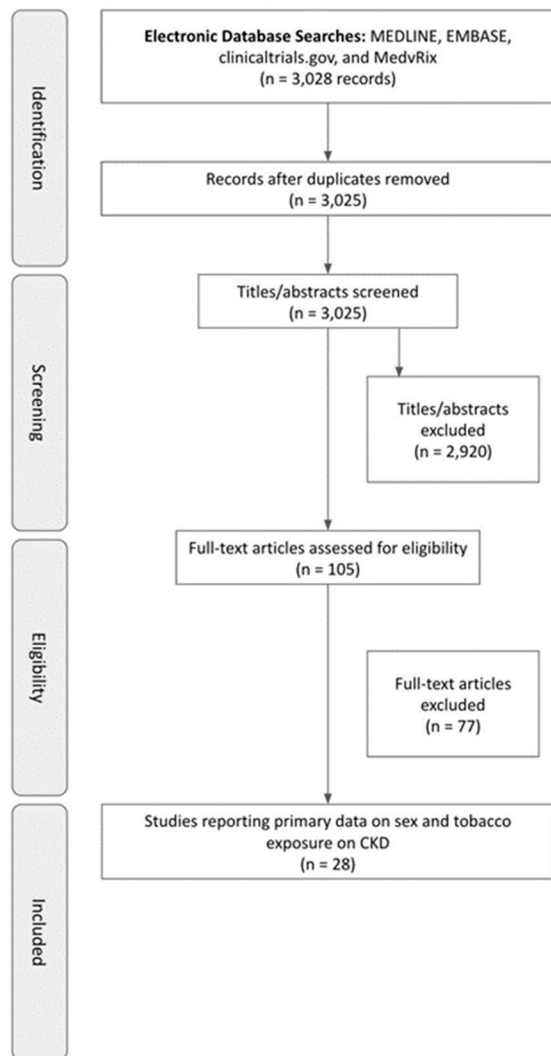 Identification
Electronic Database Searches: MEDLINE, EMBASE,
clinicaltrials.gov, and MedvRix
(n = 3,028 records)
Records after duplicates removed
(n = 3,025)
Screening
Titles/abstracts screened
(n = 3,025)
Titles/abstracts
excluded
(n = 2,920)
Eligibility
Full-text articles assessed for eligibility
(n = 105)
Full-text articles
excluded
(n = 77)
Included
Studies reporting primary data on sex and tobacco
exposure on CKD
(n = 28)